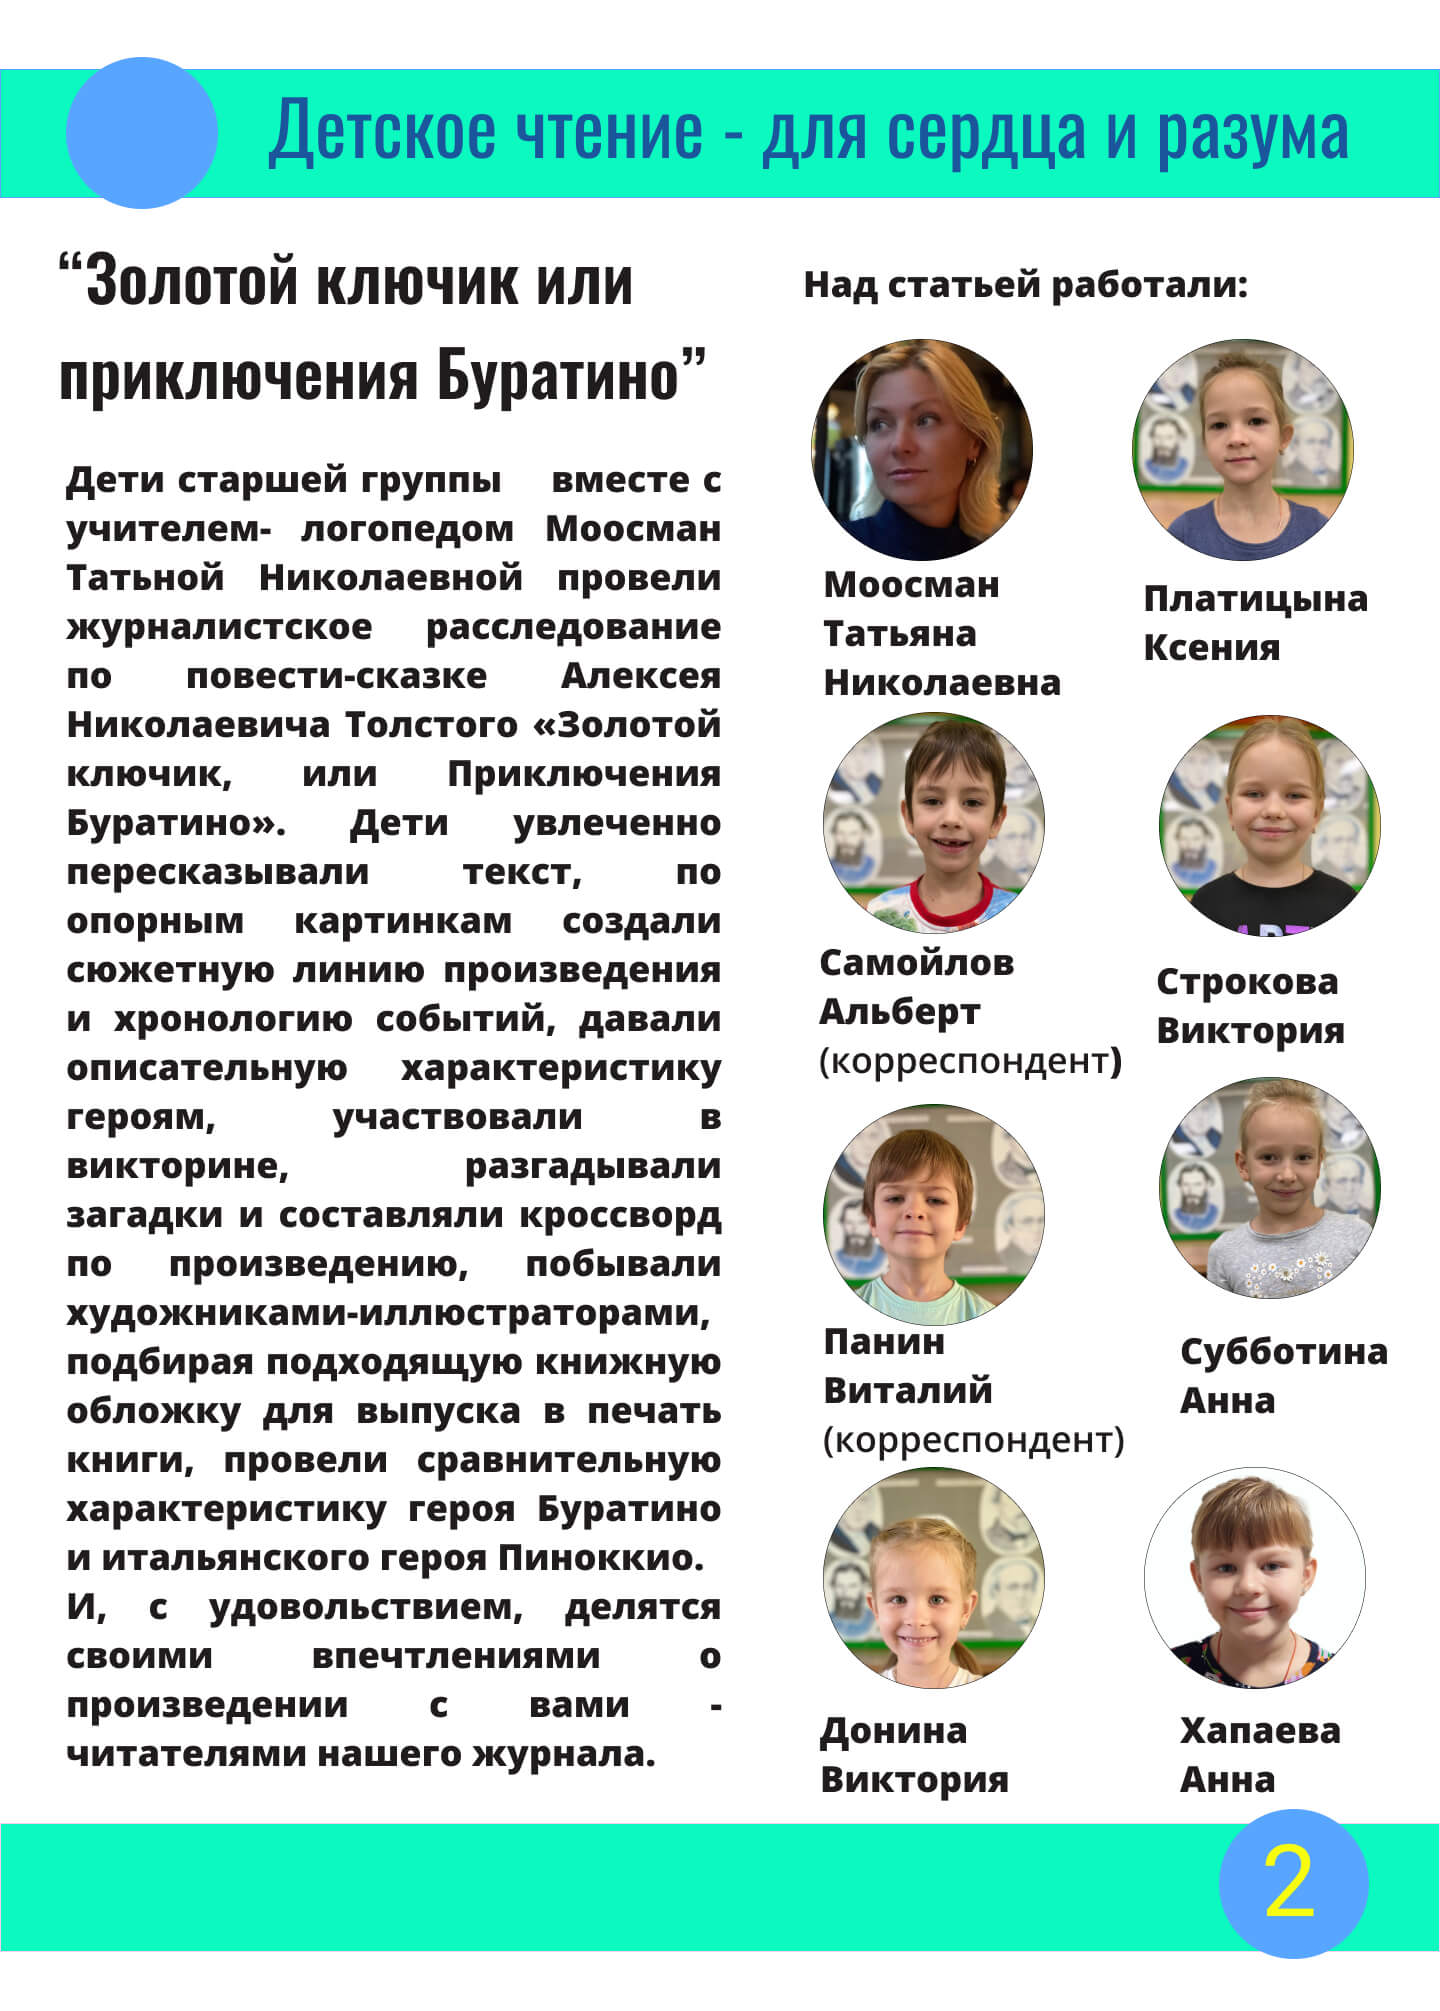 Детское чтение - для сердца и разума
“Золотой ключик или
приключения Буратино”
Дети старшей группы вместе с
учителем- логопедом Моосман
Татьной Николаевной провели
журналистское расследование
по повести-сказке Алексея
Николаевича Толстого «Золотой
ключик, или Приключения
Буратино». Дети увлеченно
пересказывали текст, по
опорным картинкам создали
сюжетную линию произведения
и хронологию событий, давали
описательную характеристику
героям, участвовали в
викторине, разгадывали
загадки и составляли кроссворд
по произведению, побывали
художниками-иллюстраторами,
подбирая подходящую книжную
обложку для выпуска в печать
книги, провели сравнительную
характеристику героя Буратино
и итальянского героя Пиноккио.
И, с удовольствием, делятся
своими впечтлениями о
произведении с вами -
читателями нашего журнала.
Над статьей работали:
Моосман
Татьяна
Николаевна
Платицына
Ксения
Самойлов
Альберт
(корреспондент)
Строкова
Виктория
Панин
Виталий
(корреспондент)
Субботина
Анна
Донина
Виктория
Хапаева
Анна
2